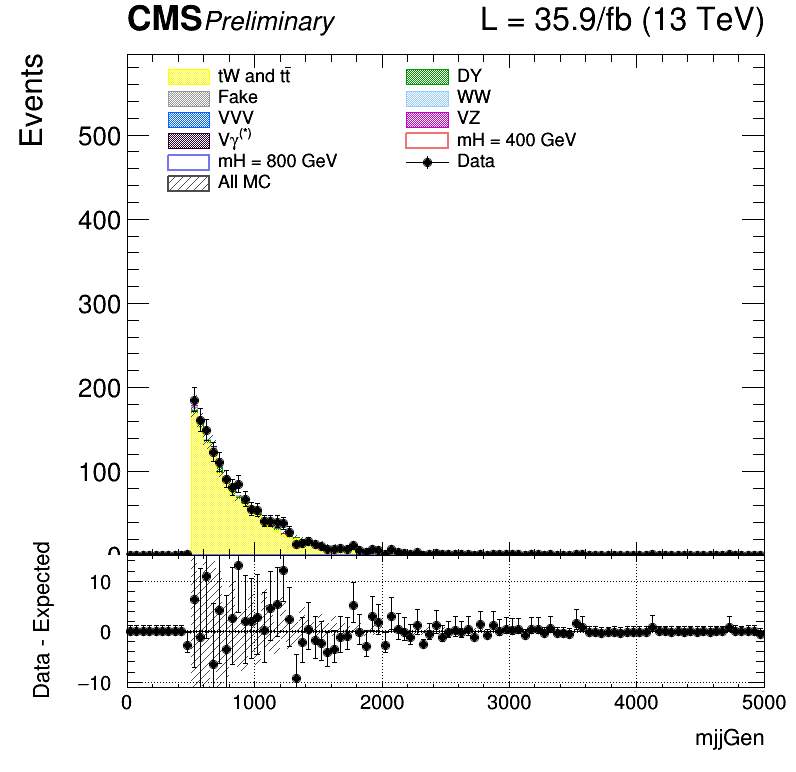 CMS Preliminary L = 35.9/fb (13 TeV)
Events
tW and tt̄ DY
Fake WW
VVV VZ
Vγ(*) mH = 400 GeV
mH = 800 GeV Data
All MC
500
400
300
200
100
0
Data - Expected
10
0
−10
0 1000 2000 3000 4000 5000
mjjGen